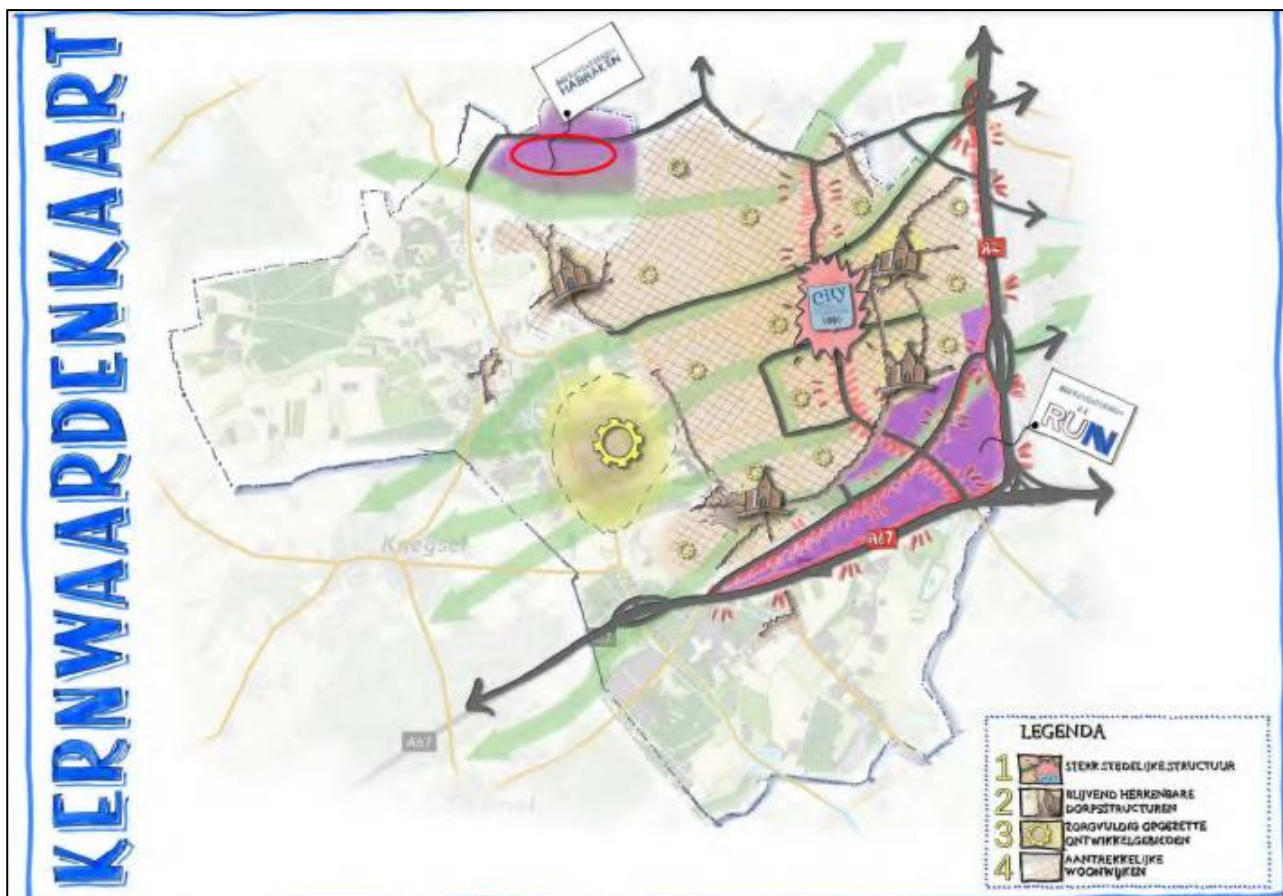 KERNWAARDENKAART
HABRAKEN
city
A2
RUN
Knegsel
A67
A67
LEGENDA
1 STERK STEDELIJKE STRUCTUUR
2 BLIJVEND HERKENBARE
DORPSSTRUCTUREN
3 ZORGVULDIG OPGEZETTE
ONTWIKKELGEBIEDEN
4 AANTREKKELIJKE
WOONWIJKEN